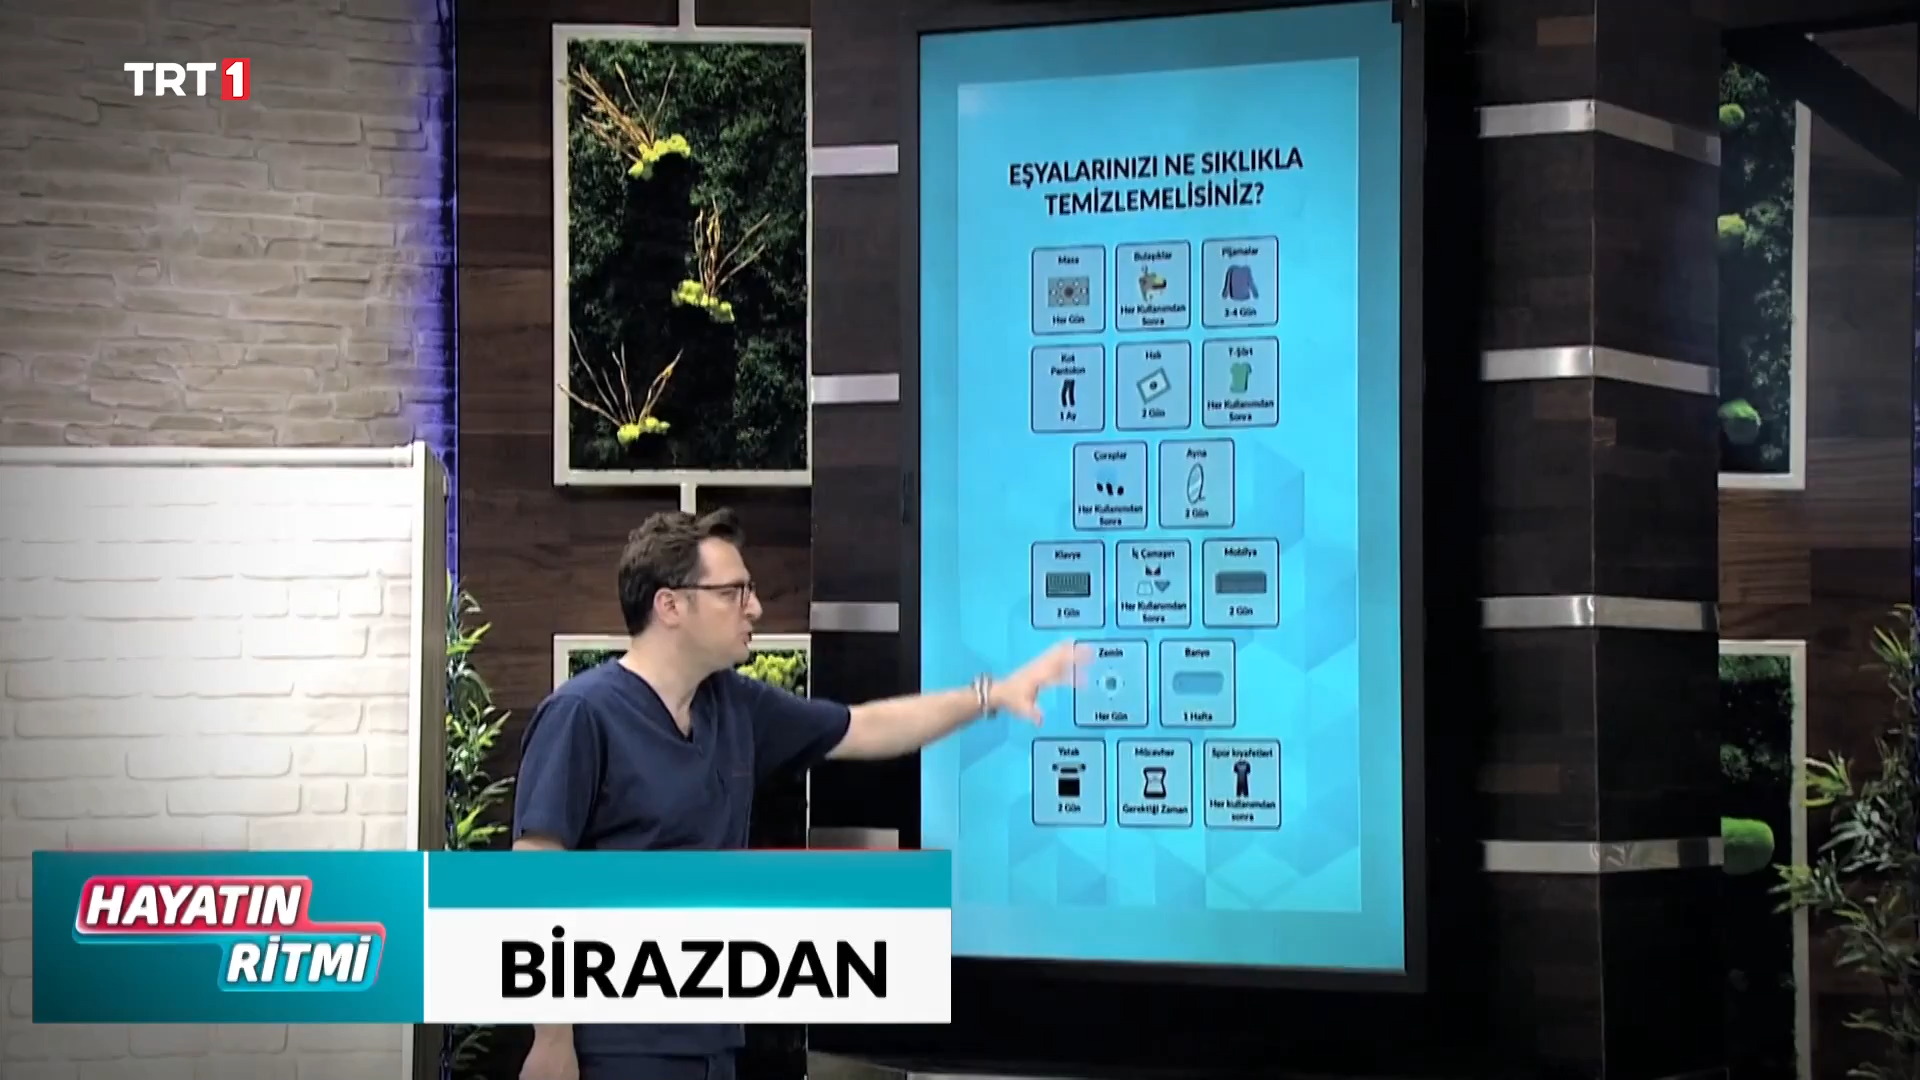 TRT 1
EŞYALARINIZI NE SIKLIKLA
TEMİZLEMELİSİNİZ?
Masa
Her Gün
Bulaşıklar
Her Kullanımdan
Sonra
Pijamalar
3-4 Gün
Kot
Pantolon
1 Ay
Halı
2 Gün
T-Şört
Her Kullanımdan
Sonra
Çoraplar
Her Kullanımdan
Sonra
Ayna
2 Gün
Klavye
2 Gün
İç Çamaşırı
Her Kullanımdan
Sonra
Mobilya
2 Gün
Zemin
Her Gün
Banyo
1 Hafta
Yatak
2 Gün
Mücevher
Gerektiği Zaman
Spor kıyafetleri
Her kullanımdan
sonra
HAYATIN
RİTMİ
BİRAZDAN